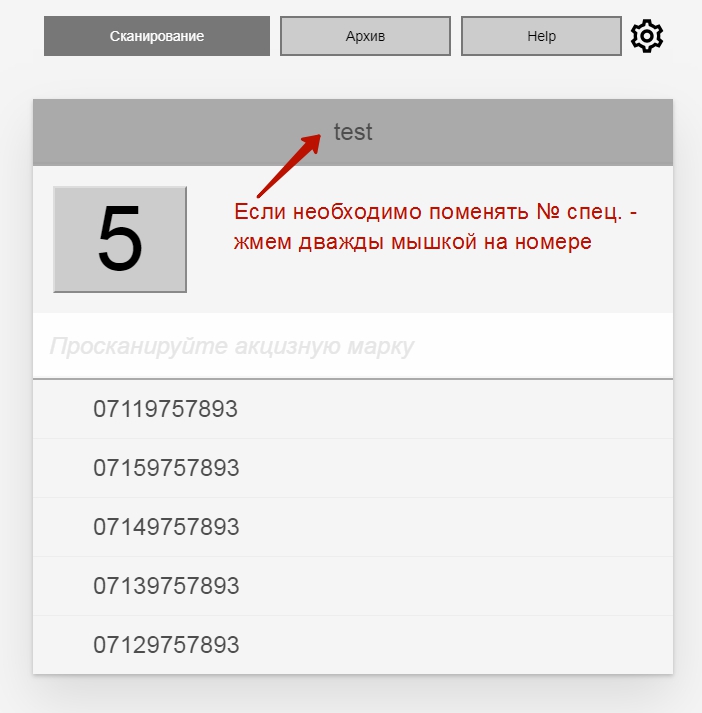 Сканирование
Архив
Help
test
5
Если необходимо поменять № спец. -
жмем дважды мышкой на номере
Просканируйте акцизную марку
07119757893
07159757893
07149757893
07139757893
07129757893